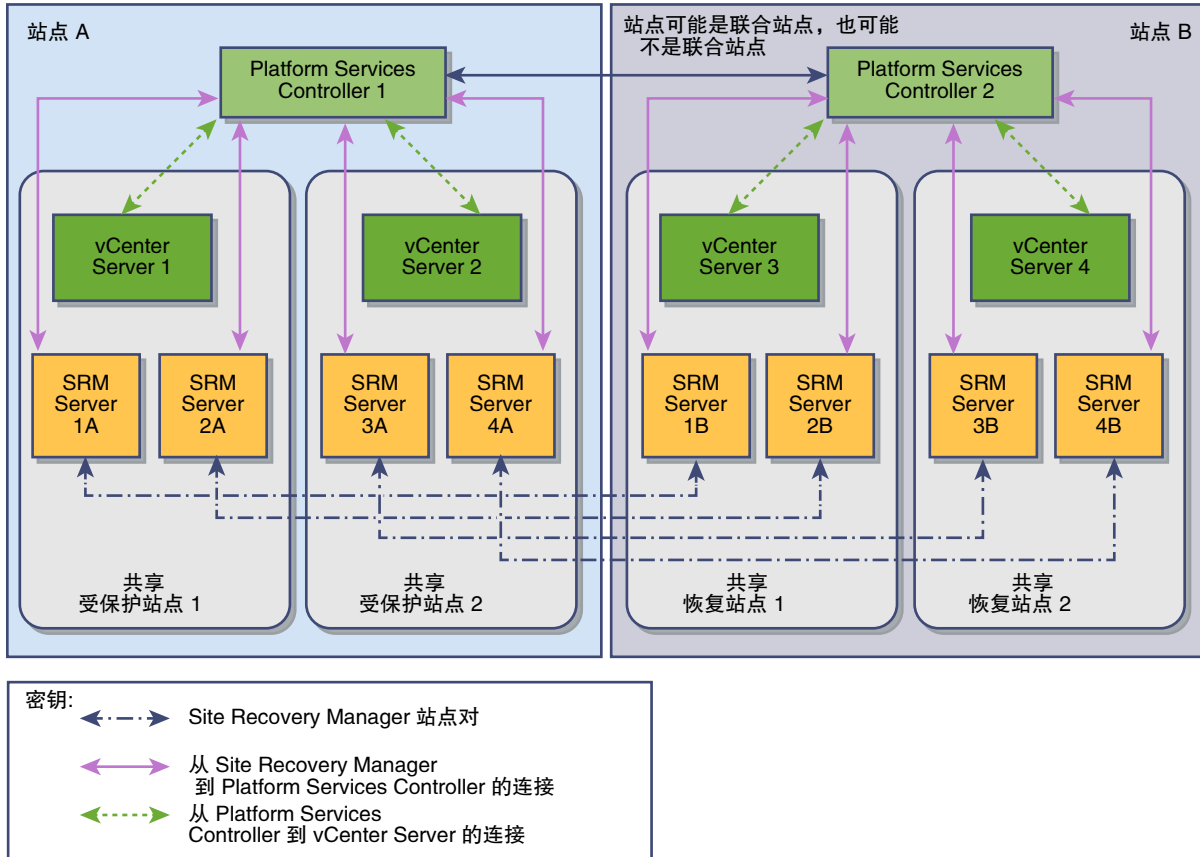 站点 A
站点可能是联合站点，也可能
不是联合站点
站点 B
Platform Services
Controller 1
Platform Services
Controller 2
vCenter
Server 1
vCenter
Server 2
vCenter
Server 3
vCenter
Server 4
SRM
Server
1A
SRM
Server
2A
SRM
Server
3A
SRM
Server
4A
SRM
Server
1B
SRM
Server
2B
SRM
Server
3B
SRM
Server
4B
共享
受保护站点 1
共享
受保护站点 2
共享
恢复站点 1
共享
恢复站点 2
密钥:
Site Recovery Manager 站点对
从 Site Recovery Manager
到 Platform Services Controller 的连接
从 Platform Services
Controller 到 vCenter Server 的连接